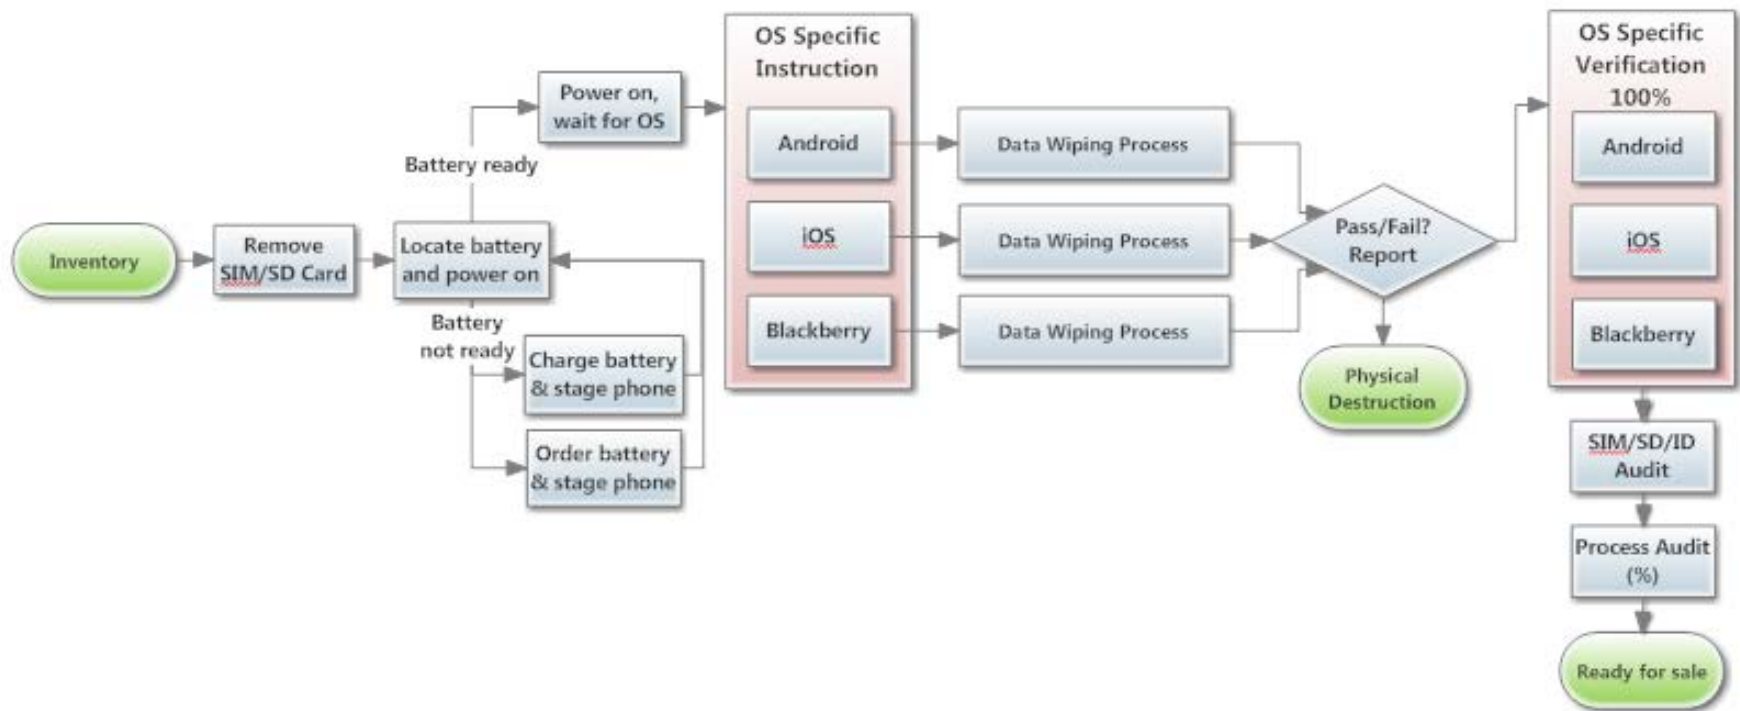 Inventory
Remove
SIM/SD Card
Locate battery
and power on
Battery ready
Battery
not ready
Power on,
wait for OS
Charge battery
& stage phone
Order battery
& stage phone
OS Specific
Instruction
Android
iOS
Blackberry
Data Wiping Process
Data Wiping Process
Data Wiping Process
Pass/Fail?
Report
Physical
Destruction
OS Specific
Verification
100%
Android
iOS
Blackberry
SIM/SD/ID
Audit
Process Audit
(%)
Ready for sale